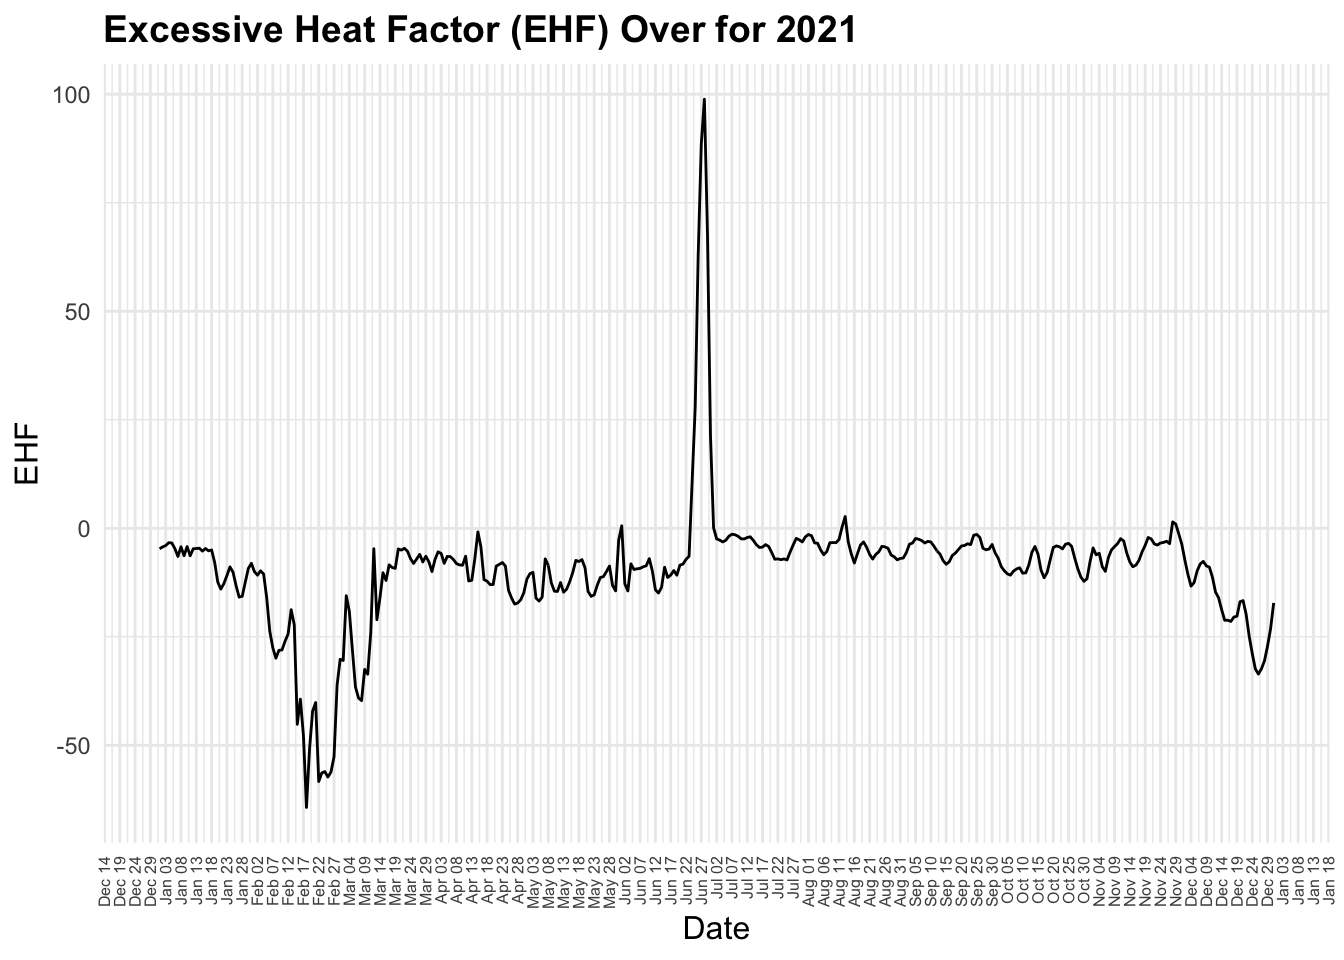 Excessive Heat Factor (EHF) Over for 2021
100
50
0
-50
EHF
Dec 14
Dec 19
Dec 24
Dec 29
Jan 03
Jan 08
Jan 13
Jan 18
Jan 23
Jan 28
Feb 02
Feb 07
Feb 12
Feb 17
Feb 22
Feb 27
Mar 04
Mar 09
Mar 14
Mar 19
Mar 24
Mar 29
Apr 03
Apr 08
Apr 13
Apr 18
Apr 23
Apr 28
May 03
May 08
May 13
May 18
May 23
May 28
Jun 02
Jun 07
Jun 12
Jun 17
Jun 22
Jun 27
Jul 02
Jul 07
Jul 12
Jul 17
Jul 22
Jul 27
Aug 01
Aug 06
Aug 11
Aug 16
Aug 21
Aug 26
Aug 31
Sep 05
Sep 10
Sep 15
Sep 20
Sep 25
Sep 30
Oct 05
Oct 10
Oct 15
Oct 20
Oct 25
Oct 30
Nov 04
Nov 09
Nov 14
Nov 19
Nov 24
Nov 29
Dec 04
Dec 09
Dec 14
Dec 19
Dec 24
Dec 29
Jan 03
Jan 08
Jan 13
Jan 18
Date